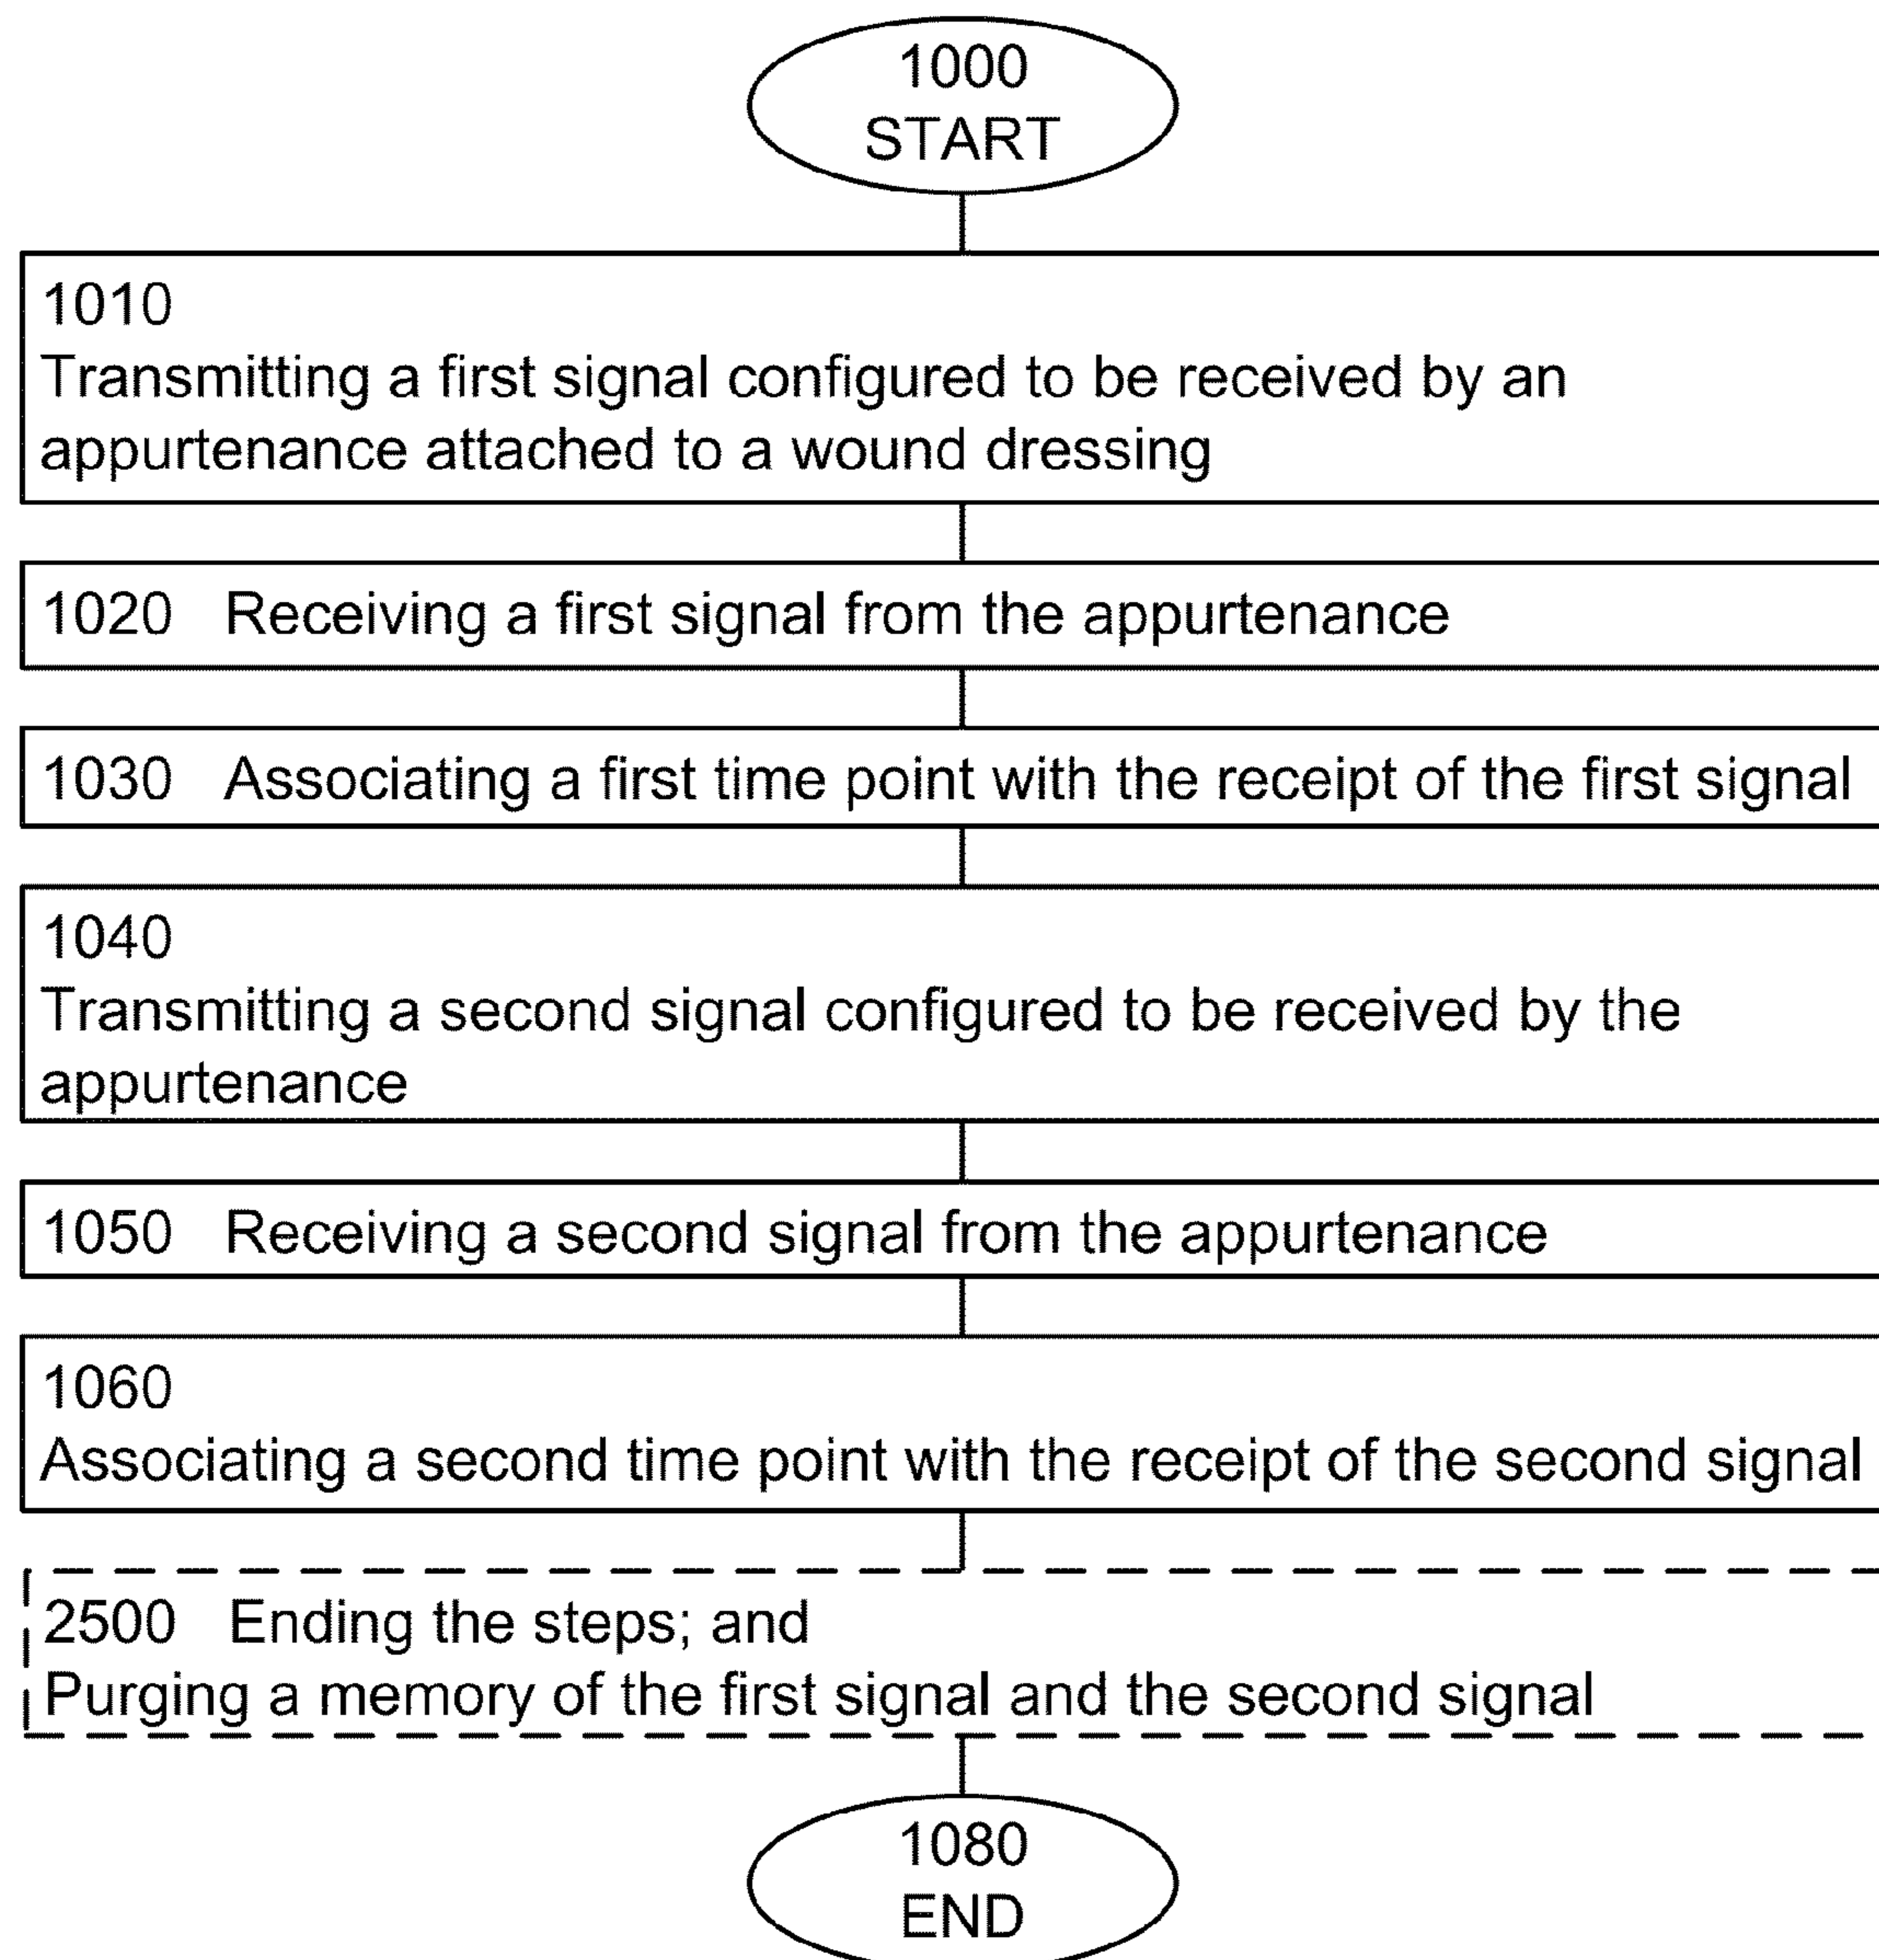 1000
START
1010
Transmitting a first signal configured to be received by an
appurtenance attached to a wound dressing
1020 Receiving a first signal from the appurtenance
1030 Associating a first time point with the receipt of the first signal
1040
Transmitting a second signal configured to be received by the
appurtenance
1050 Receiving a second signal from the appurtenance
1060
Associating a second time point with the receipt of the second signal
2500 Ending the steps; and
Purging a memory of the first signal and the second signal
1080
END